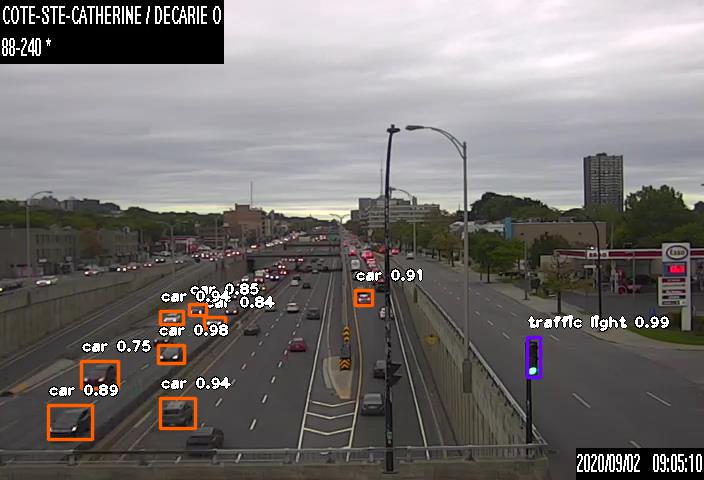 COTE-STE-CATHERINE / DECARIE O
88-240 *
car 0.85
car 0.94
car 0.84
car 0.91
traffic light 0.99
car 0.98
car 0.75
car 0.89
car 0.94
Esso
2020/09/02 09:05:10